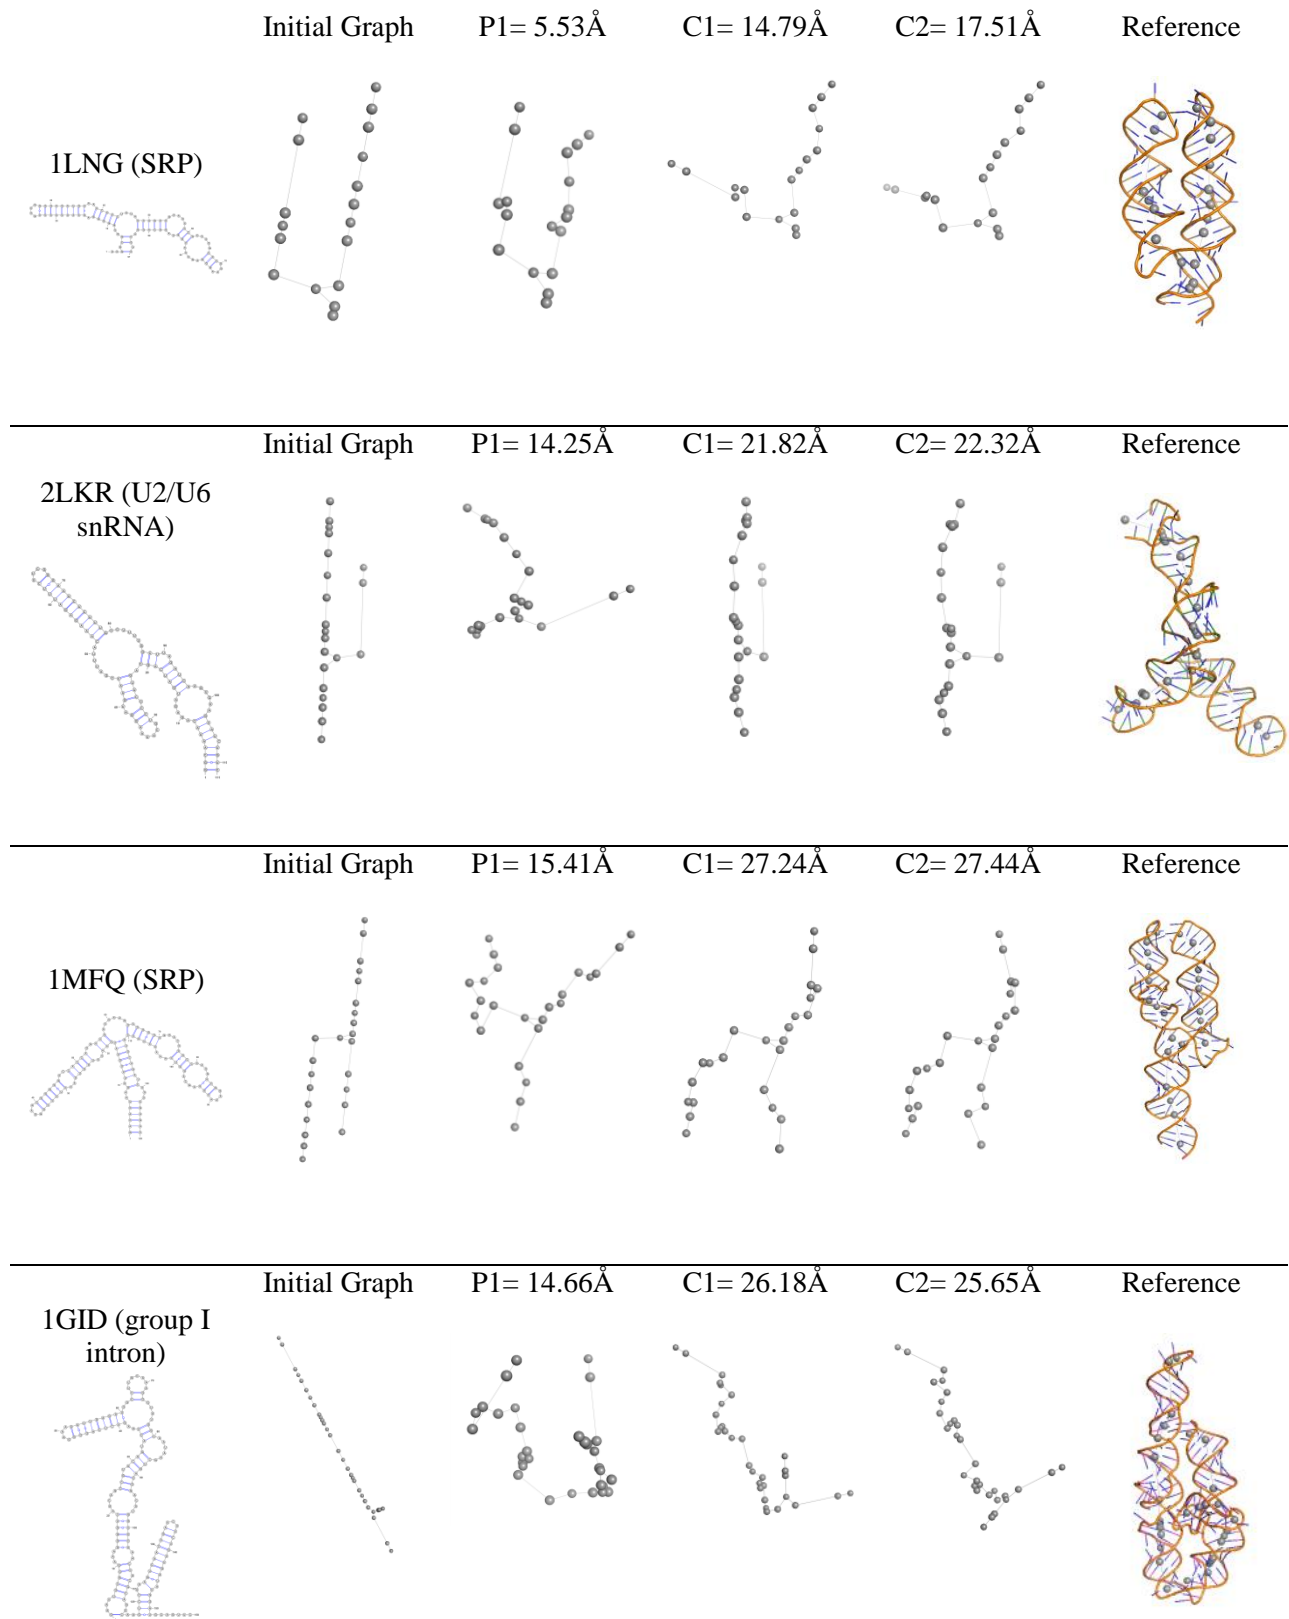 Initial Graph P1= 5.53Å C1= 14.79Å C2= 17.51Å Reference
1LNG (SRP)
Initial Graph P1= 14.25Å C1= 21.82Å C2= 22.32Å Reference
2LKR (U2/U6
snRNA)
Initial Graph P1= 15.41Å C1= 27.24Å C2= 27.44Å Reference
1MFQ (SRP)
Initial Graph P1= 14.66Å C1= 26.18Å C2= 25.65Å Reference
1GID (group I
intron)